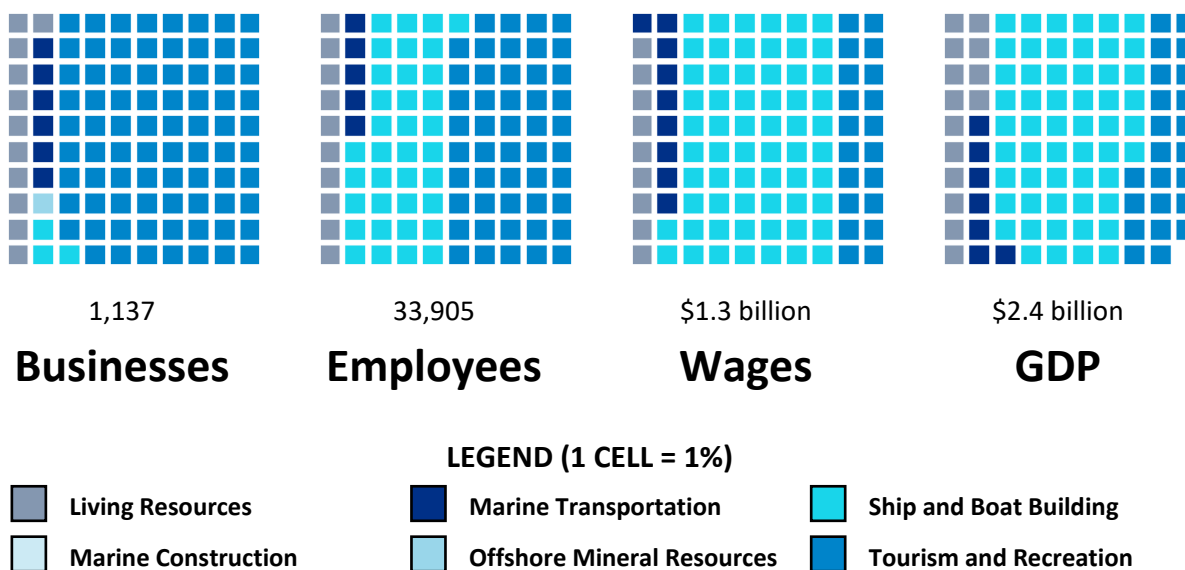 1,137 33,905 $1.3 billion $2.4 billion
Businesses Employees Wages GDP
LEGEND (1 CELL = 1%)
Living Resources Marine Transportation Ship and Boat Building
Marine Construction Offshore Mineral Resources Tourism and Recreation